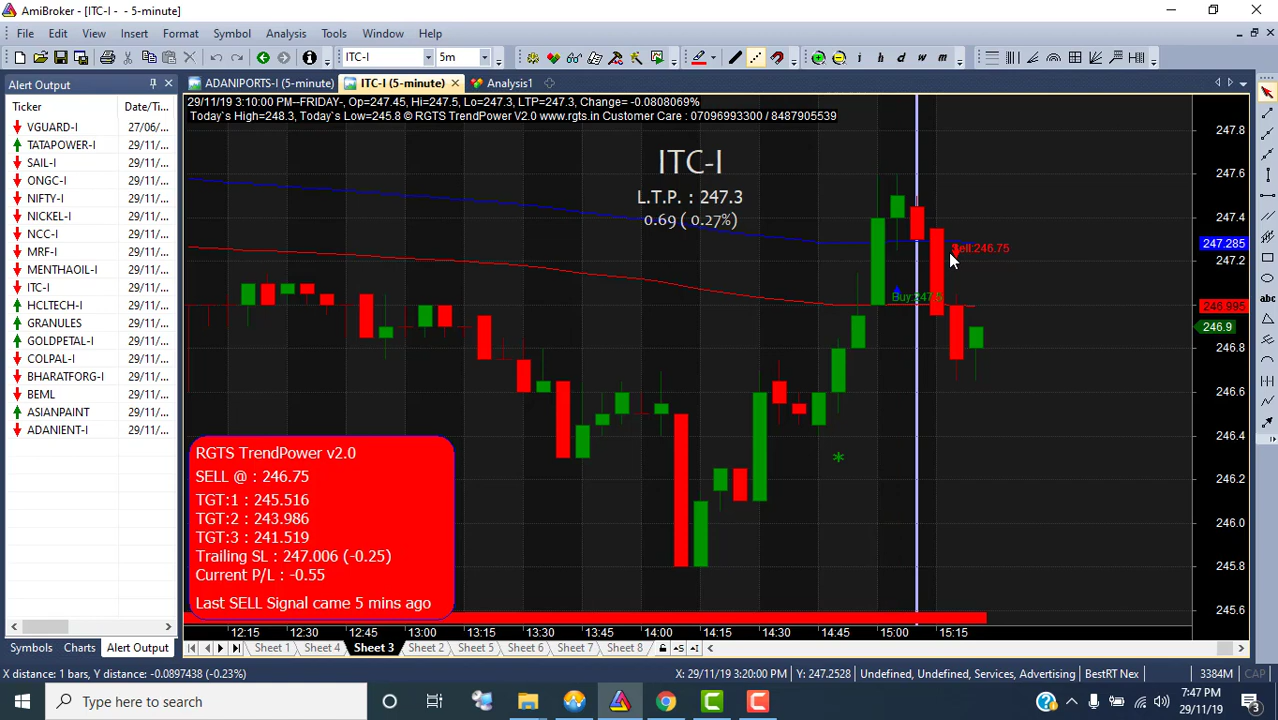 AmiBroker - [ITC-I - - 5-minute]
File Edit View Insert Format Symbol Analysis Tools Window Help
ITC-I 5m i h d w m
Alert Output
ADANIPORTS-I (5-minute) ITC-I (5-minute) Analysis1
Ticker Date/Ti...
VGUARD-I 27/06/...
TATAPOWER-I 29/11/...
SAIL-I 29/11/...
ONGC-I 29/11/...
NIFTY-I 29/11/...
NICKEL-I 29/11/...
NCC-I 29/11/...
MRF-I 29/11/...
MENTHAOIL-I 29/11/...
ITC-I 29/11/...
HCLTECH-I 29/11/...
GRANULES 29/11/...
GOLDPETAL-I 29/11/...
COLPAL-I 29/11/...
BHARATFORG-I 29/11/...
BEML 29/11/...
ASIANPAINT 29/11/...
ADANIENT-I 29/11/...
29/11/19 3:10:00 PM--FRIDAY-, Op=247.45, Hi=247.5, Lo=247.3, LTP=247.3, Change= -0.0808069%
Today`s High=248.3, Today`s Low=245.8 © RGTS TrendPower V2.0 www.rgts.in Customer Care : 07096993300 / 8487905539
ITC-I
L.T.P. : 247.3
0.69 ( 0.27%)
Sell:246.75
247.8
247.6
247.4
247.285
247.2
246.995
246.9
246.8
246.6
246.4
246.2
246.0
245.8
245.6
*
RGTS TrendPower v2.0
SELL @ : 246.75
TGT:1 : 245.516
TGT:2 : 243.986
TGT:3 : 241.519
Trailing SL : 247.006 (-0.25)
Current P/L : -0.55
Last SELL Signal came 5 mins ago
12:15 12:30 12:45 13:00 13:15 13:30 13:45 14:00 14:15 14:30 14:45 15:00 15:15
Symbols Charts Alert Output
Sheet 1 Sheet 4 Sheet 3 Sheet 2 Sheet 5 Sheet 6 Sheet 7 Sheet 8 S I
X distance: 1 bars, Y distance: -0.0897438 (-0.23%) X: 29/11/19 3:20:00 PM Y: 247.2528 Undefined, Undefined, Services, Advertising BestRT NEw 3384M CAP
Type here to search
7:47 PM
29/11/19
3